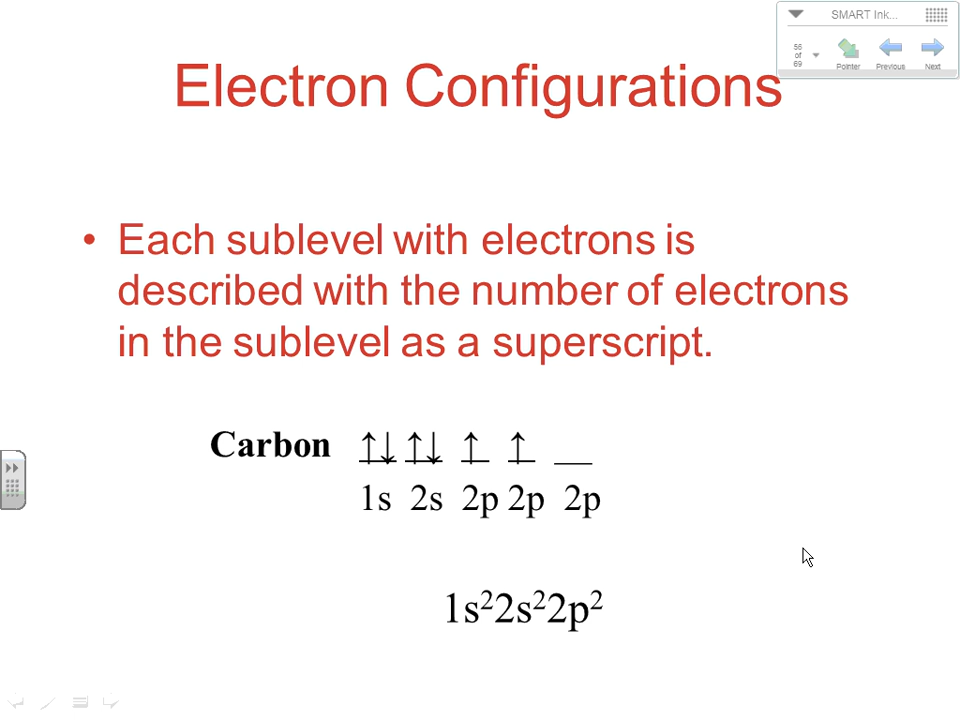 SMART Ink...
56
of
69
Pointer Previous Next
Electron Configurations
• Each sublevel with electrons is
described with the number of electrons
in the sublevel as a superscript.
Carbon ↑↓ ↑↓ ↑ ↑ __
1s 2s 2p 2p 2p
1s²2s²2p²